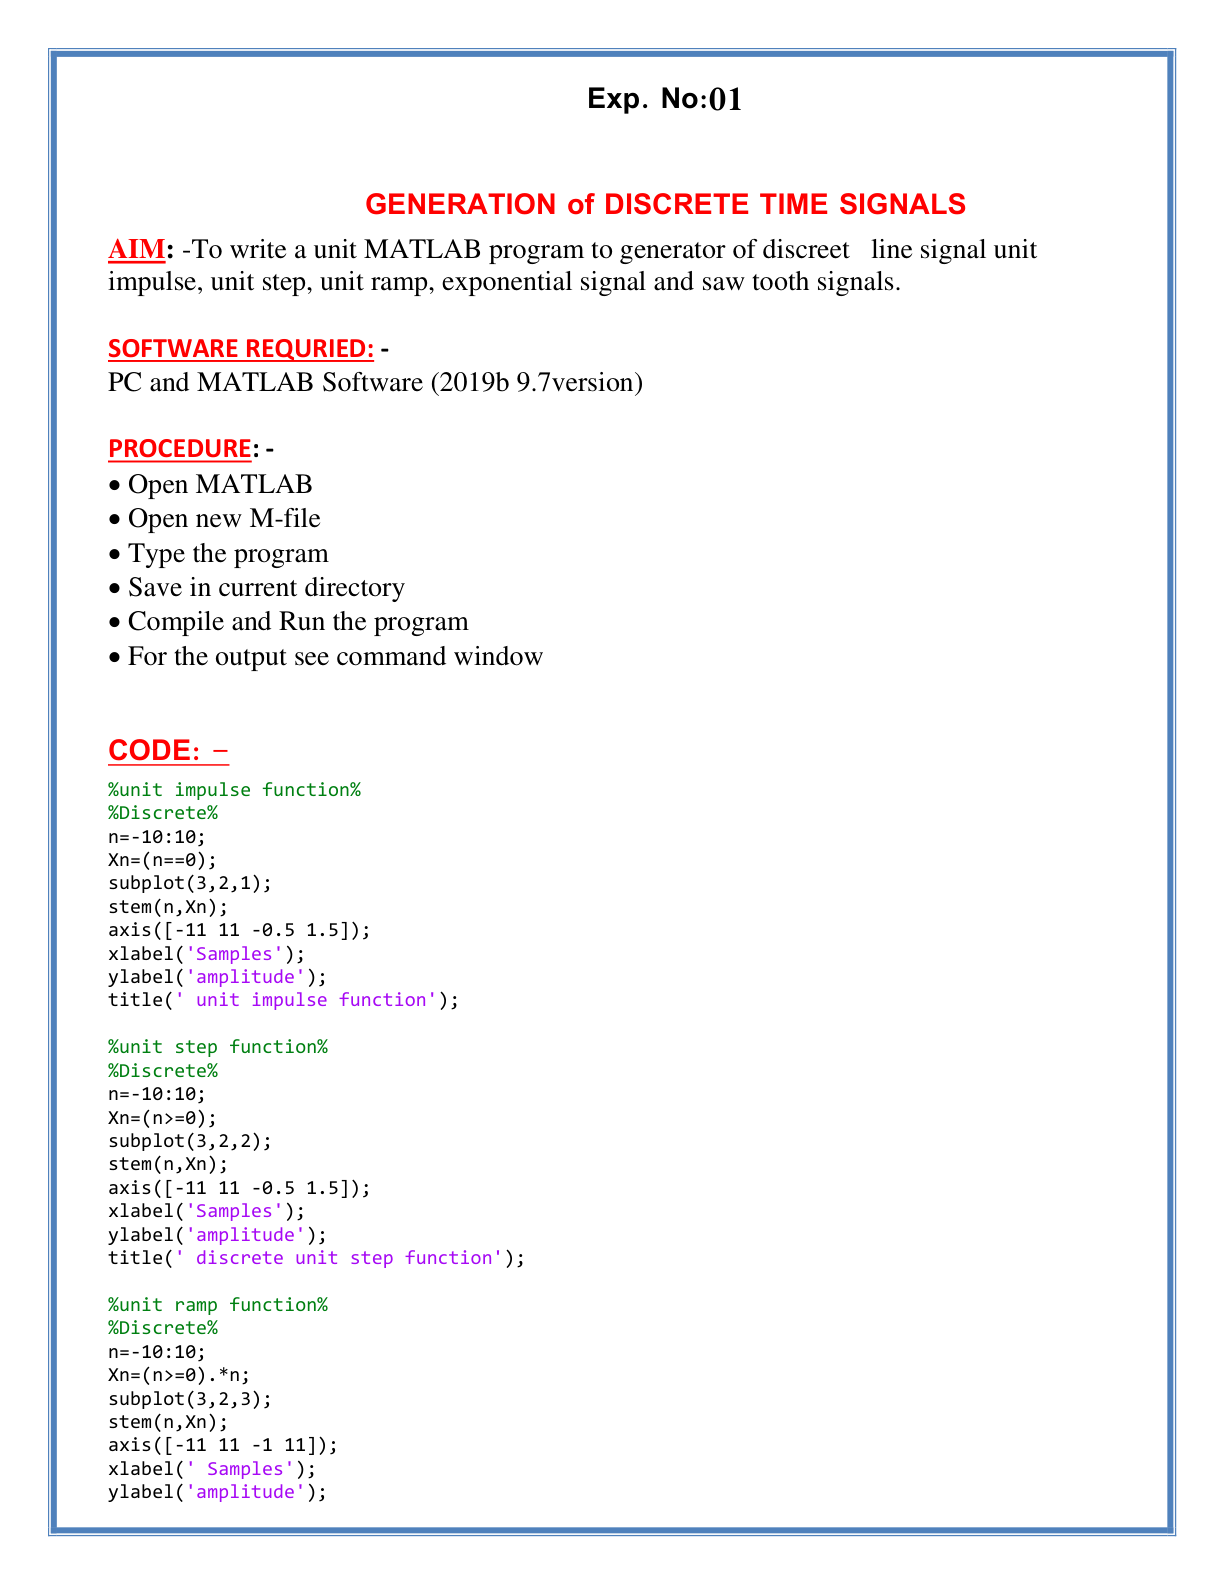 Exp. No:01
GENERATION of DISCRETE TIME SIGNALS
AIM: -To write a unit MATLAB program to generator of discreet line signal unit
impulse, unit step, unit ramp, exponential signal and saw tooth signals.
SOFTWARE REQURIED: -
PC and MATLAB Software (2019b 9.7version)
PROCEDURE: -
• Open MATLAB
• Open new M-file
• Type the program
• Save in current directory
• Compile and Run the program
• For the output see command window
CODE: –
%unit impulse function%
%Discrete%
n=-10:10;
Xn=(n==0);
subplot(3,2,1);
stem(n,Xn);
axis([-11 11 -0.5 1.5]);
xlabel('Samples');
ylabel('amplitude');
title(' unit impulse function');
%unit step function%
%Discrete%
n=-10:10;
Xn=(n>=0);
subplot(3,2,2);
stem(n,Xn);
axis([-11 11 -0.5 1.5]);
xlabel('Samples');
ylabel('amplitude');
title(' discrete unit step function');
%unit ramp function%
%Discrete%
n=-10:10;
Xn=(n>=0).*n;
subplot(3,2,3);
stem(n,Xn);
axis([-11 11 -1 11]);
xlabel(' Samples');
ylabel('amplitude');